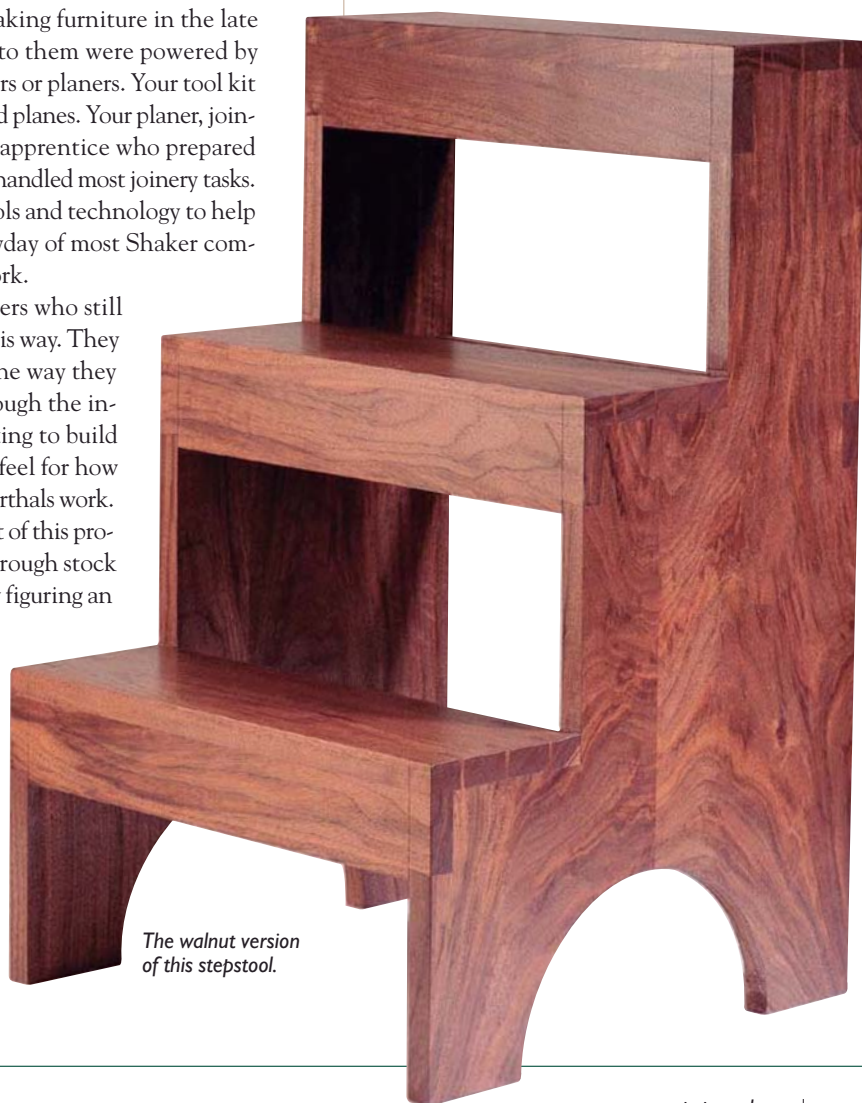 aking furniture in the late
to them were powered by
rs or planers. Your tool kit
d planes. Your planer, join-
apprentice who prepared
handled most joinery tasks.
ols and technology to help
yday of most Shaker com-
rk.
ers who still
is way. They
he way they
ough the in-
ting to build
feel for how
rthals work.
t of this pro-
rough stock
figuring an
The walnut version
of this stepstool.